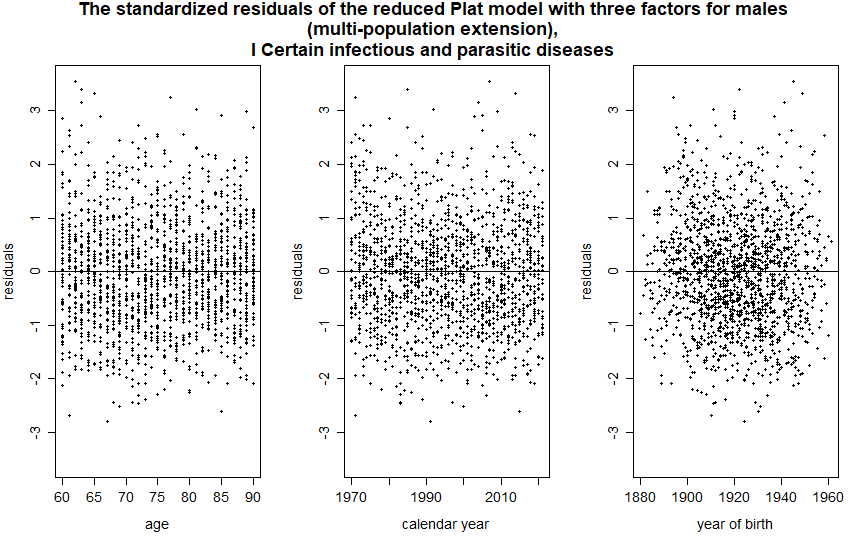 The standardized residuals of the reduced Plat model with three factors for males
(multi-population extension),
I Certain infectious and parasitic diseases
residuals
-3 -2 -1 0 1 2 3
60 65 70 75 80 85 90
age
residuals
-3 -2 -1 0 1 2 3
1970 1990 2010
calendar year
residuals
-3 -2 -1 0 1 2 3
1880 1900 1920 1940 1960
year of birth